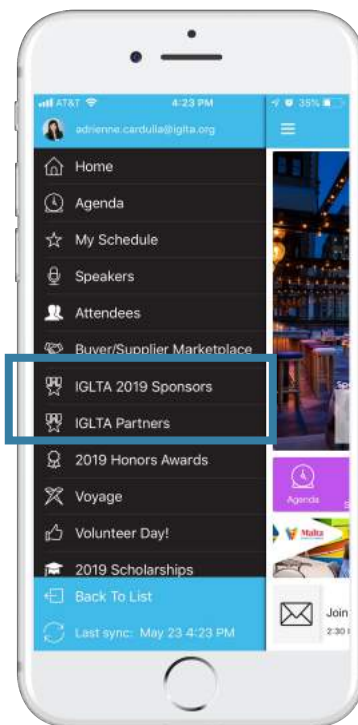 AT&T 4:23 PM 35%
adrienne.cardulla@iglta.org
Home
Agenda
My Schedule
Speakers
Attendees
Buyer/Supplier Marketplace
IGLTA 2019 Sponsors
IGLTA Partners
2019 Honors Awards
Agenda
Voyage
Malta
Volunteer Day!
2019 Scholarships
Back To List
Join
2:30
Last sync: May 23 4:23 PM